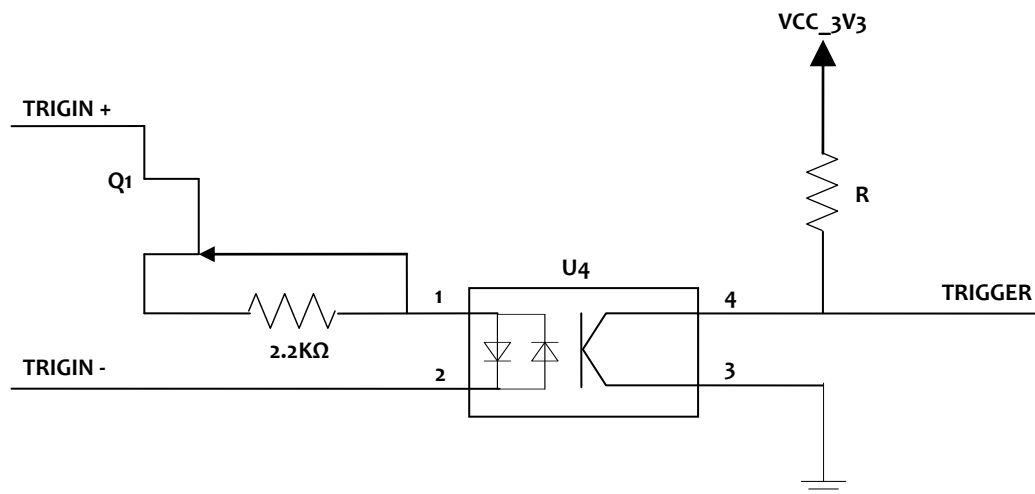 VCC_3V3
TRIGIN +
Q1
R
U4
1
4
TRIGGER
2.2KΩ
TRIGIN -
2
3